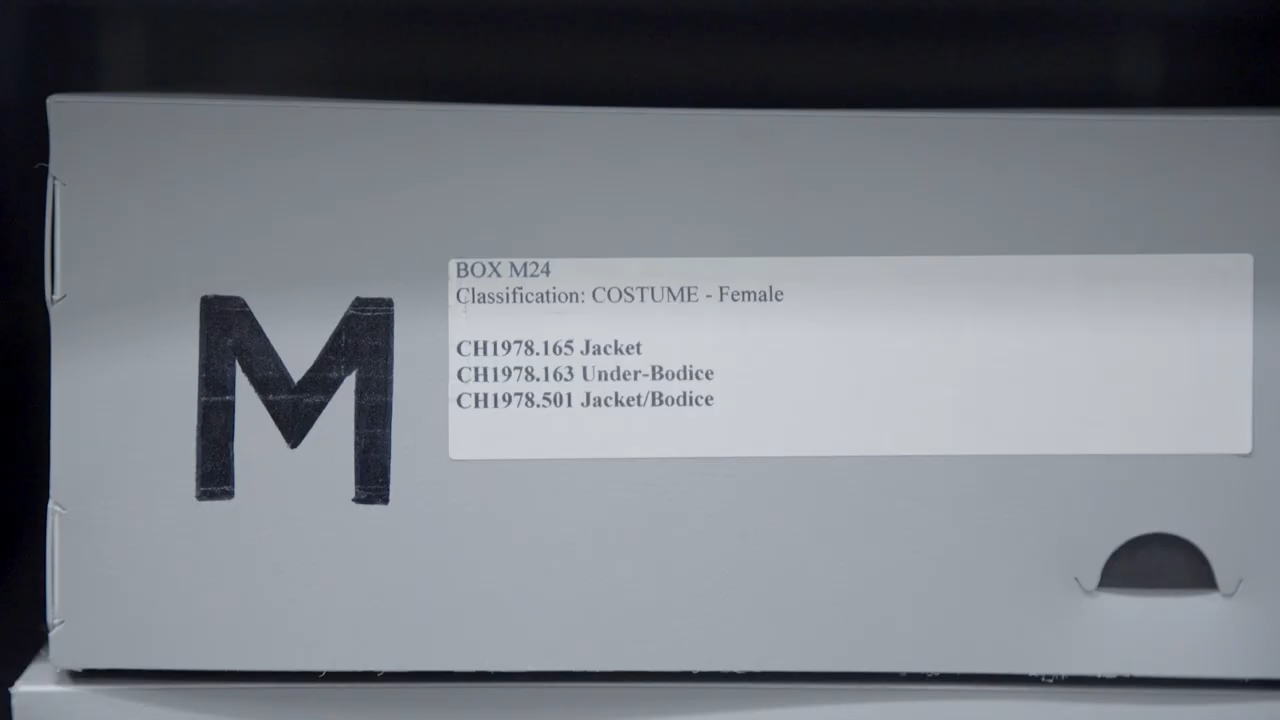 M
BOX M24
Classification: COSTUME - Female
CH1978.165 Jacket
CH1978.163 Under-Bodice
CH1978.501 Jacket/Bodice